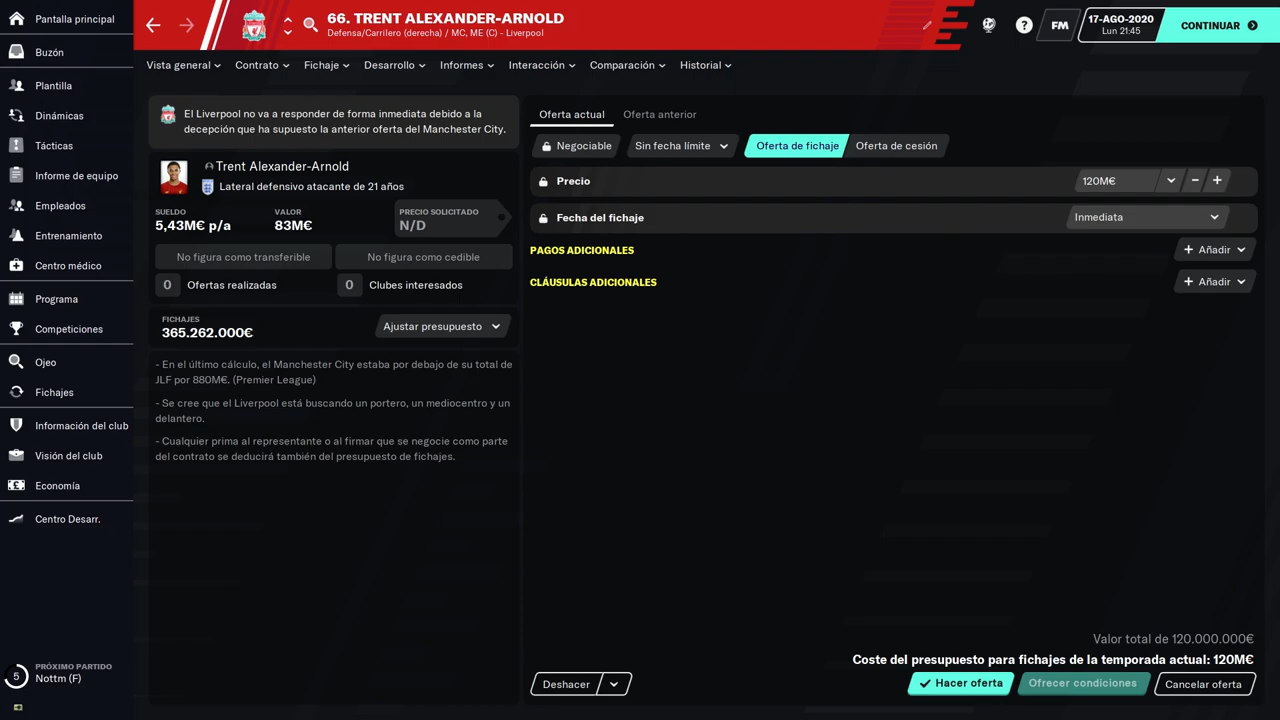 Pantalla principal
Buzón
Plantilla
Dinámicas
Tácticas
Informe de equipo
Empleados
Entrenamiento
Centro médico
Programa
Competiciones
Ojeo
Fichajes
Información del club
Visión del club
Economía
Centro Desarr.
5
PRÓXIMO PARTIDO
Nottm (F)
66. TRENT ALEXANDER-ARNOLD
Defensa/Carrilero (derecha) / MC, ME (C) - Liverpool
?
FM
17-AGO-2020
Lun 21:45
CONTINUAR
Vista general
Contrato
Fichaje
Desarrollo
Informes
Interacción
Comparación
Historial
El Liverpool no va a responder de forma inmediata debido a la
decepción que ha supuesto la anterior oferta del Manchester City.
Trent Alexander-Arnold
Lateral defensivo atacante de 21 años
SUELDO
5,43M€ p/a
VALOR
83M€
PRECIO SOLICITADO
N/D
No figura como transferible
No figura como cedible
0 Ofertas realizadas
0 Clubes interesados
FICHAJES
365.262.000€
Ajustar presupuesto
- En el último cálculo, el Manchester City estaba por debajo de su total de
JLF por 880M€. (Premier League)
- Se cree que el Liverpool está buscando un portero, un mediocentro y un
delantero.
- Cualquier prima al representante o al firmar que se negocie como parte
del contrato se deducirá también del presupuesto de fichajes.
Oferta actual
Oferta anterior
Negociable
Sin fecha límite
Oferta de fichaje
Oferta de cesión
Precio
120M€
- +
Fecha del fichaje
Inmediata
PAGOS ADICIONALES
+ Añadir
CLÁUSULAS ADICIONALES
+ Añadir
Valor total de 120.000.000€
Coste del presupuesto para fichajes de la temporada actual: 120M€
Deshacer
Hacer oferta
Ofrecer condiciones
Cancelar oferta